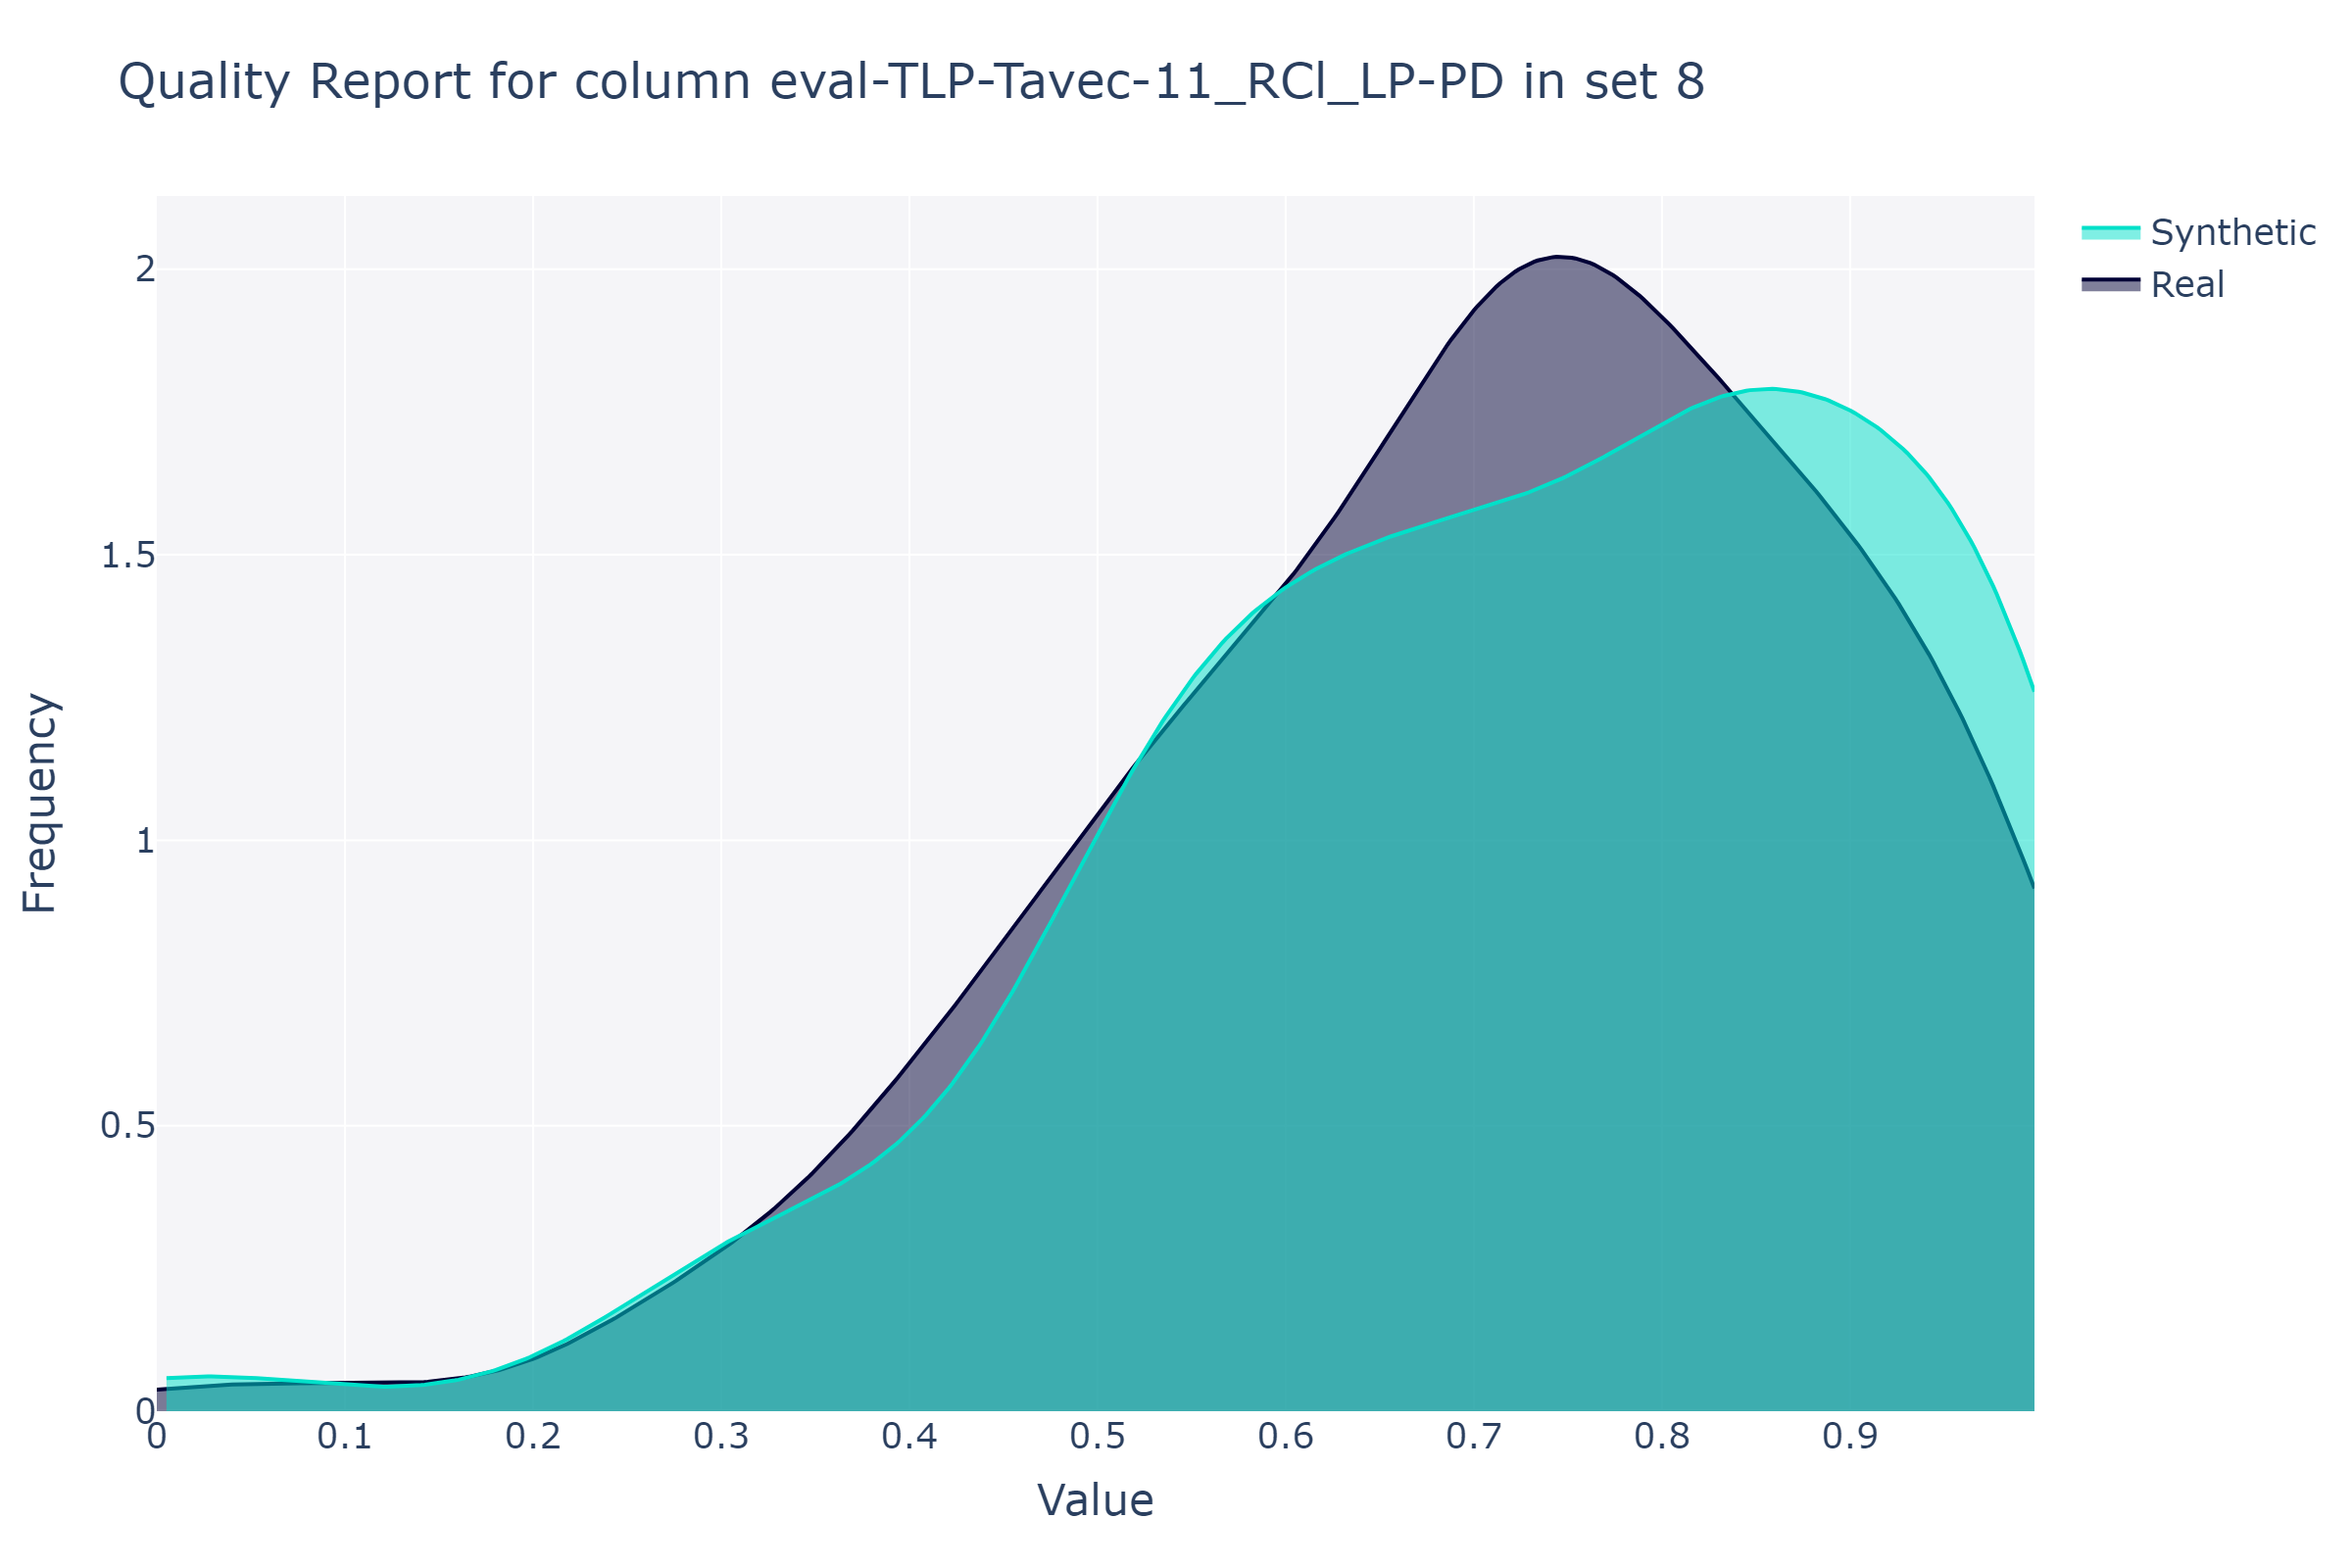 Quality Report for column eval-TLP-Tavec-11_RCl_LP-PD in set 8
Synthetic
Real
2
1.5
1
0.5
0
0 0.1 0.2 0.3 0.4 0.5 0.6 0.7 0.8 0.9
Frequency
Value